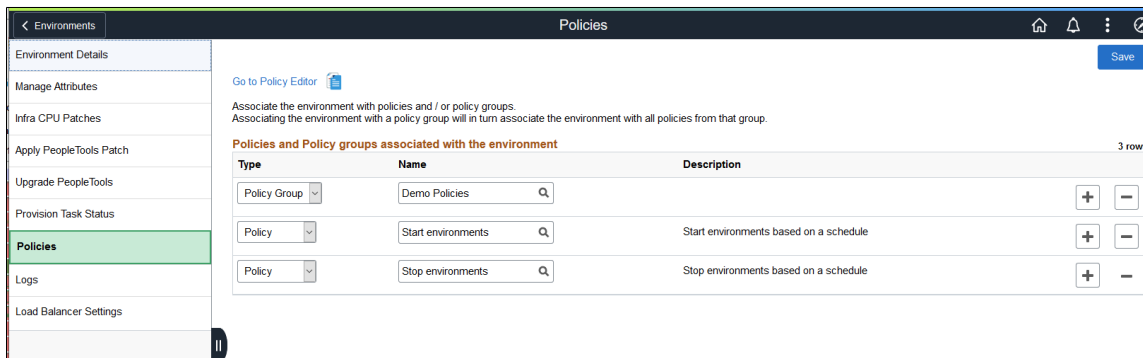 Environments
Policies
Environment Details
Manage Attributes
Infra CPU Patches
Apply PeopleTools Patch
Upgrade PeopleTools
Provision Task Status
Policies
Logs
Load Balancer Settings
Save
Go to Policy Editor
Associate the environment with policies and / or policy groups.
Associating the environment with a policy group will in turn associate the environment with all policies from that group.
Policies and Policy groups associated with the environment
3 row
Type Name Description
Policy Group Demo Policies
Policy Start environments Start environments based on a schedule
Policy Stop environments Stop environments based on a schedule